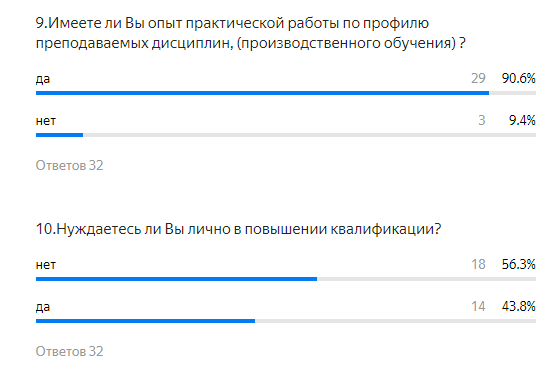 9.Имеете ли Вы опыт практической работы по профилю
преподаваемых дисциплин, (производственного обучения) ?
да 29 90.6%
нет 3 9.4%
Ответов 32
10.Нуждаетесь ли Вы лично в повышении квалификации?
нет 18 56.3%
да 14 43.8%
Ответов 32